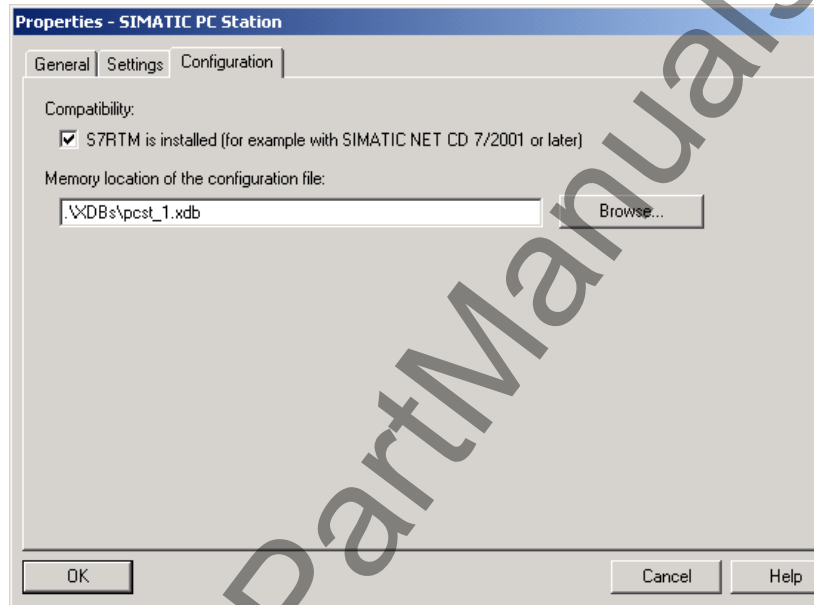 Properties - SIMATIC PC Station
General Settings Configuration
Compatibility:
S7RTM is installed (for example with SIMATIC NET CD 7/2001 or later)
Memory location of the configuration file:
.\XDBs\pcst_1.xdb Browse...
OK Cancel Help
PartManuals